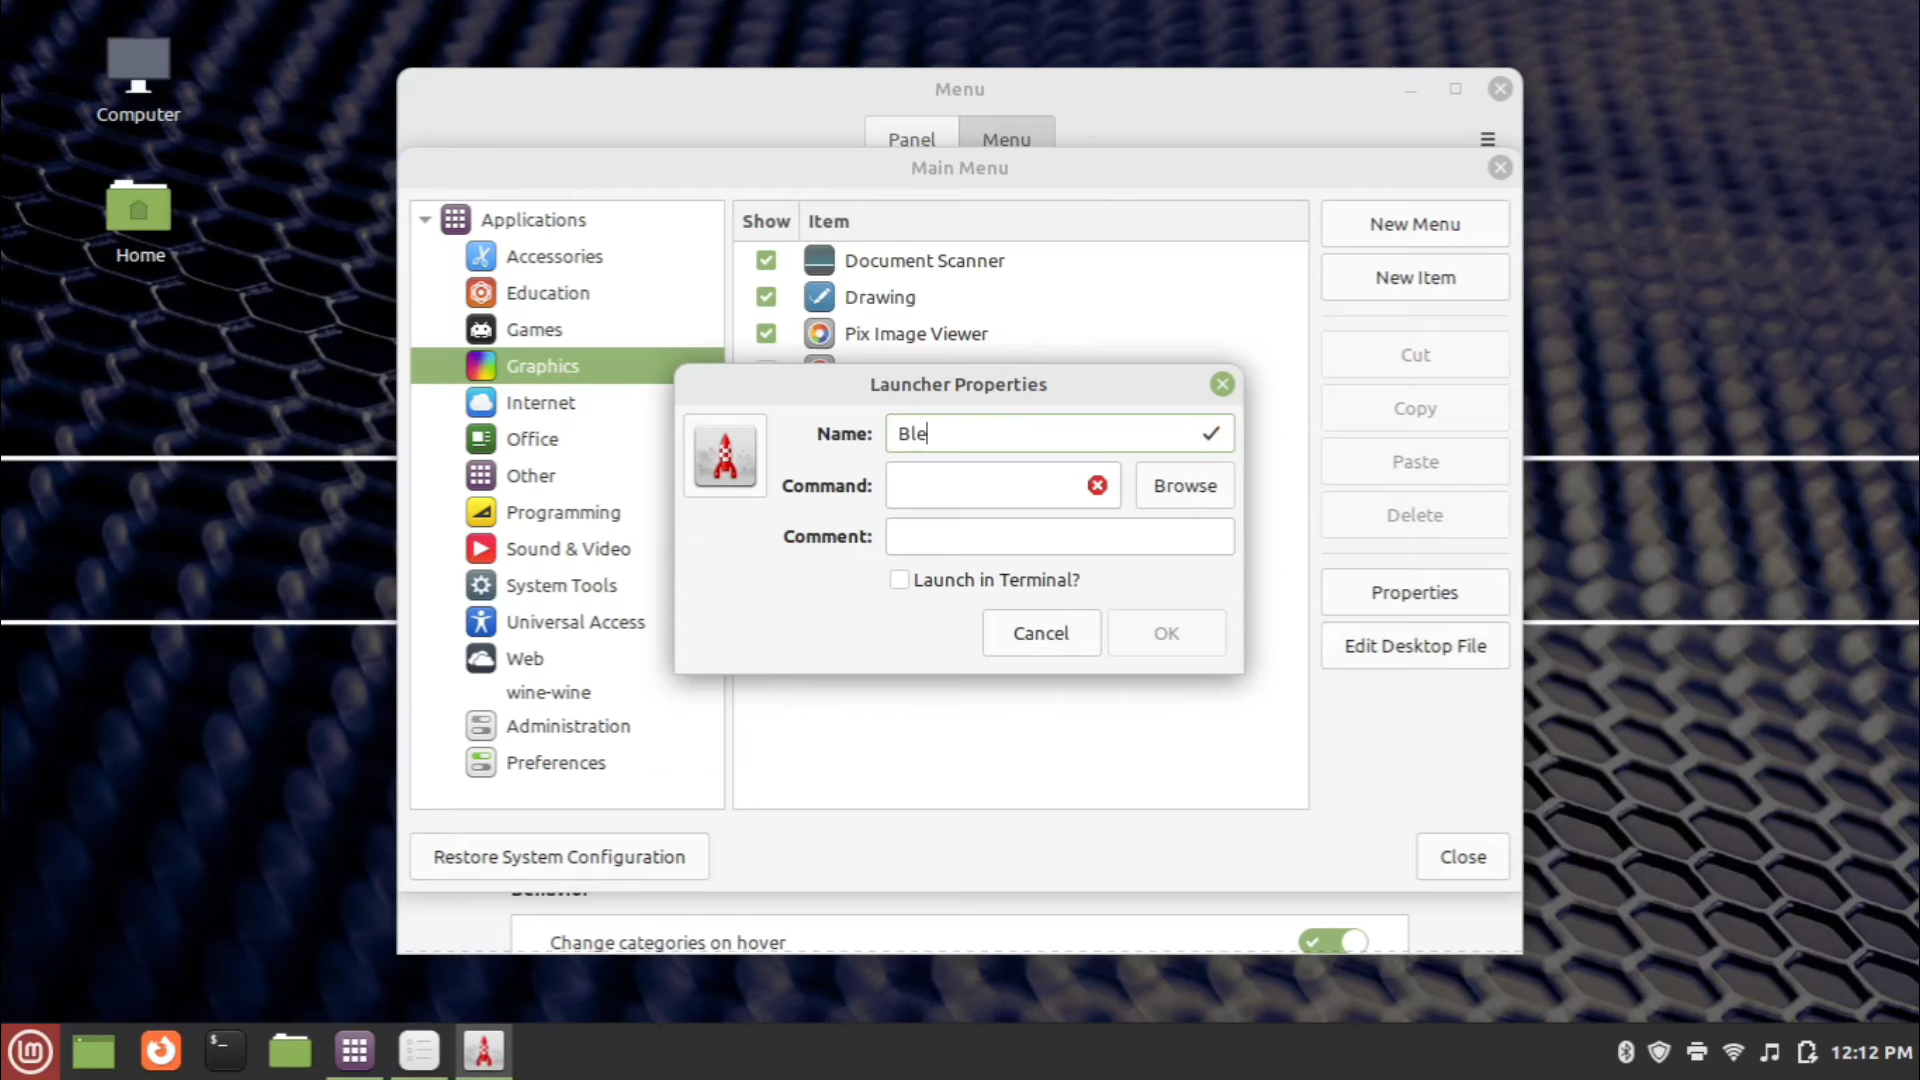 Computer
Home
Menu
Panel
Menu
Main Menu
Applications
Accessories
Education
Games
Graphics
Internet
Office
Other
Programming
Sound & Video
System Tools
Universal Access
Web
wine-wine
Administration
Preferences
Show
Item
Document Scanner
Drawing
Pix Image Viewer
New Menu
New Item
Cut
Copy
Paste
Delete
Properties
Edit Desktop File
Launcher Properties
Name:
Ble
Command:
Browse
Comment:
Launch in Terminal?
Cancel
OK
Restore System Configuration
Close
Behavior
Change categories on hover
$_
lm
12:12 PM